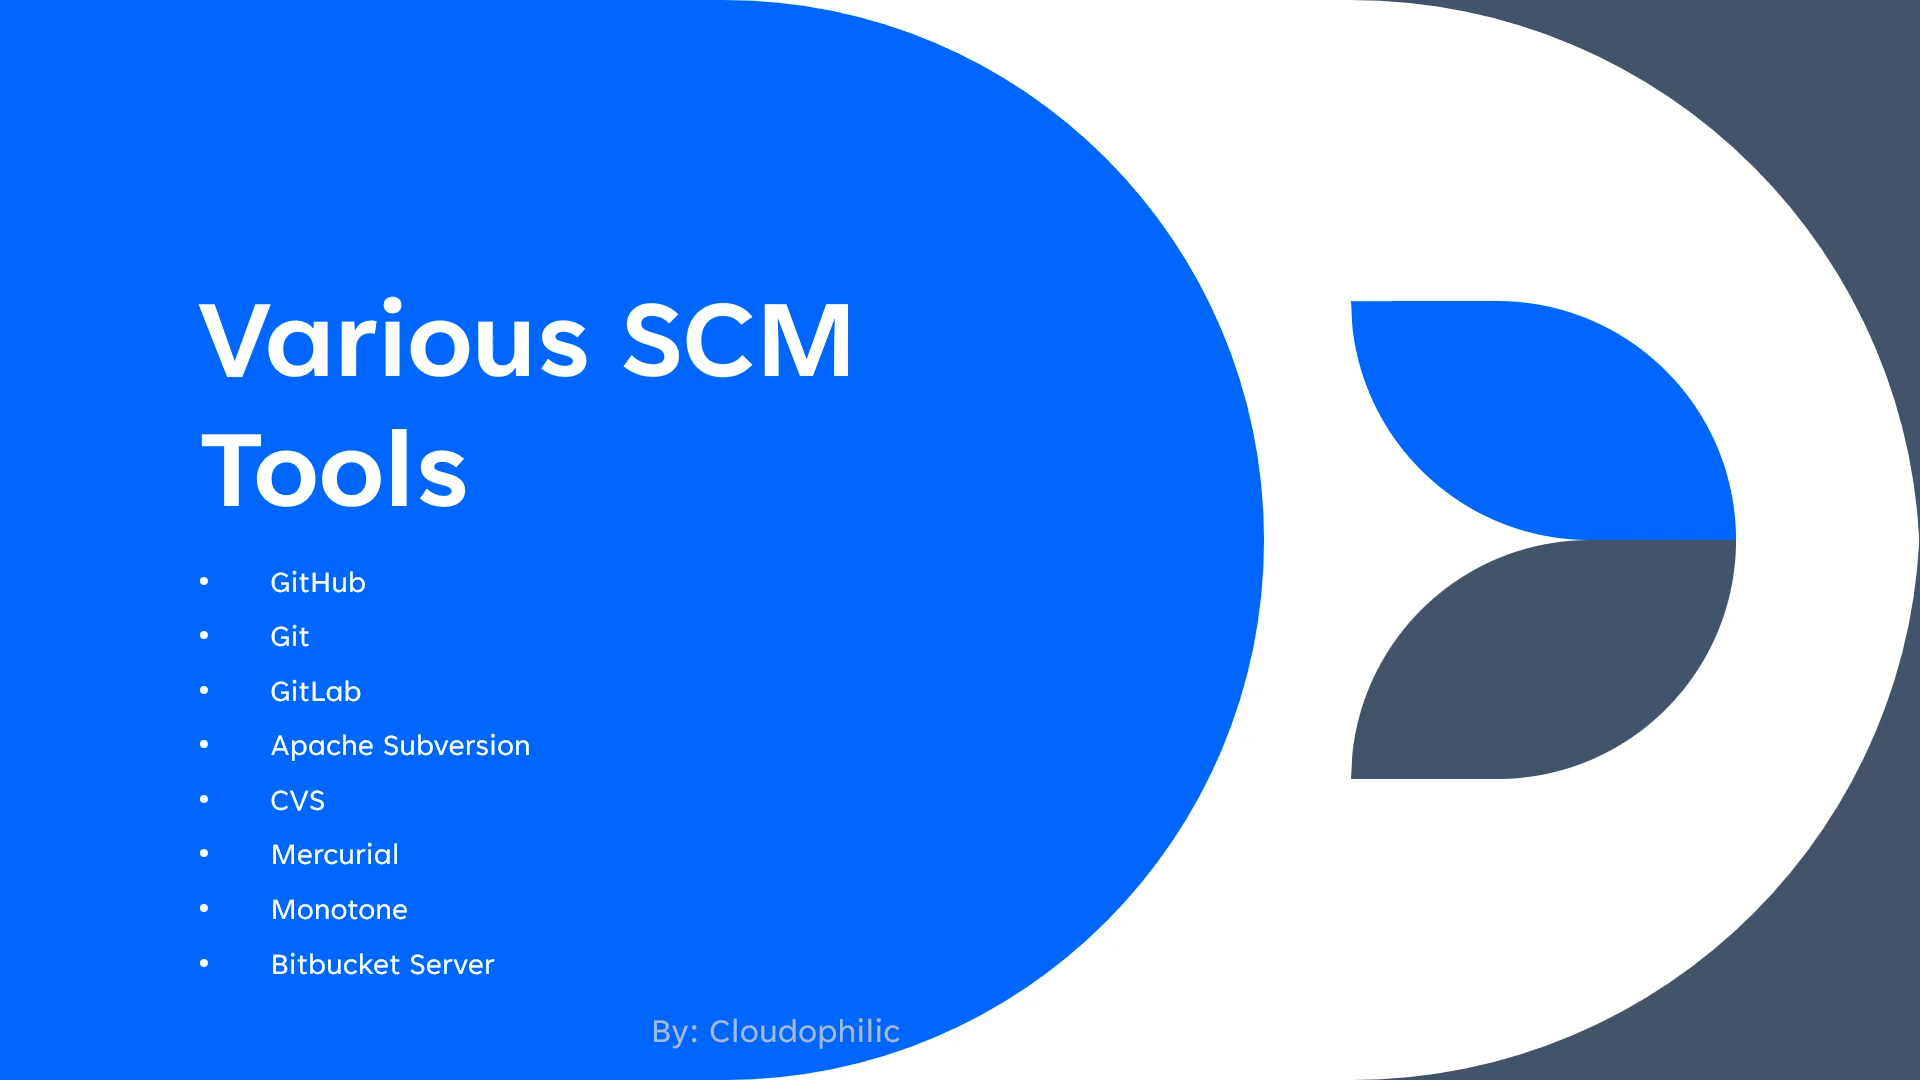 Various SCM
Tools
• GitHub
• Git
• GitLab
• Apache Subversion
• CVS
• Mercurial
• Monotone
• Bitbucket Server
By: Cloudophilic